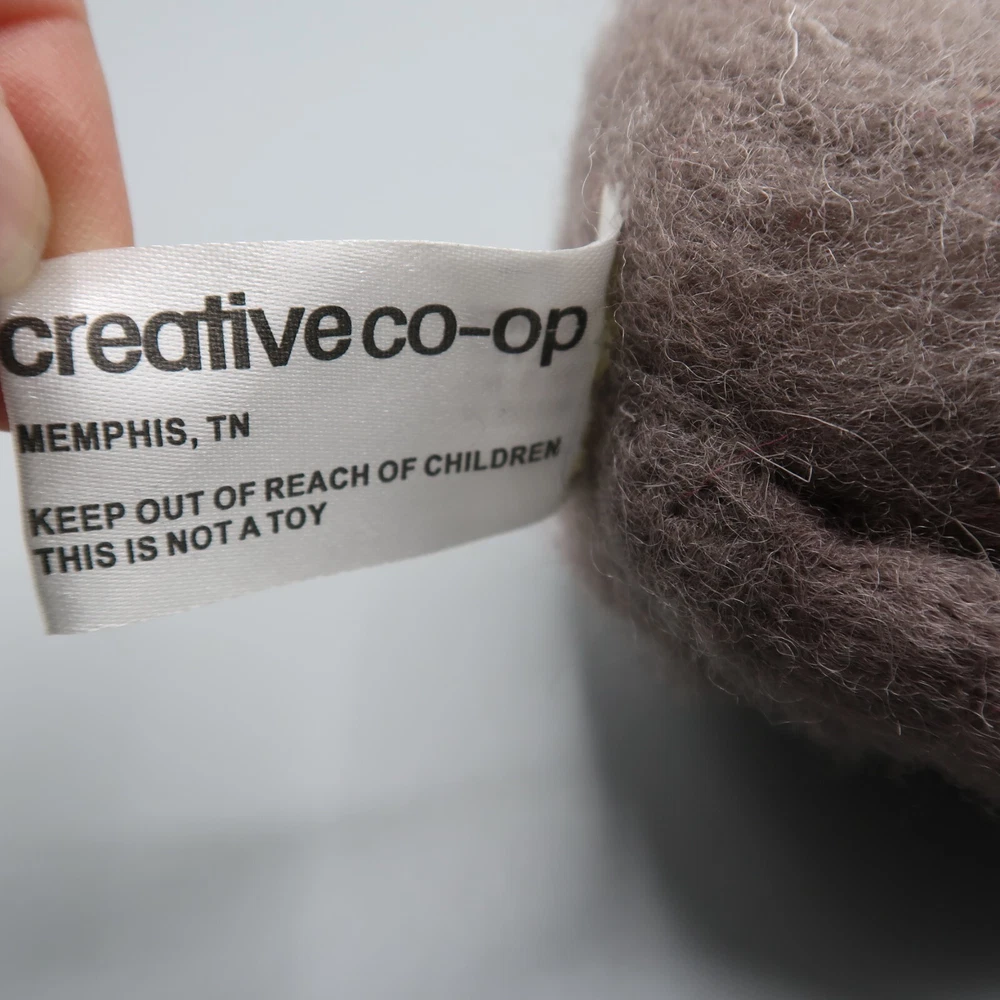 creative co-op
MEMPHIS, TN
KEEP OUT OF REACH OF CHILDREN
THIS IS NOT A TOY